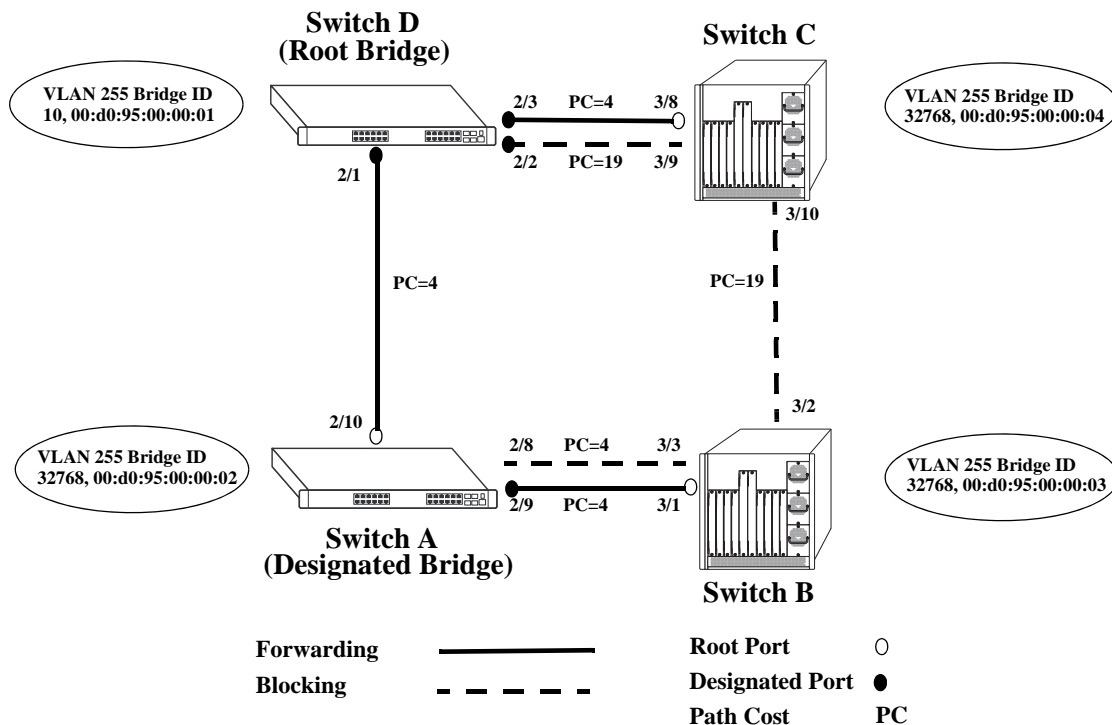 Switch D
(Root Bridge)
Switch C
VLAN 255 Bridge ID
10, 00:d0:95:00:00:01
2/3 PC=4 3/8
2/2 PC=19 3/9
VLAN 255 Bridge ID
32768, 00:d0:95:00:00:04
2/1
3/10
PC=4
PC=19
2/10
3/2
VLAN 255 Bridge ID
32768, 00:d0:95:00:00:02
2/8 PC=4 3/3
2/9 PC=4 3/1
VLAN 255 Bridge ID
32768, 00:d0:95:00:00:03
Switch A
(Designated Bridge)
Switch B
Forwarding
Blocking
Root Port
Designated Port
Path Cost PC